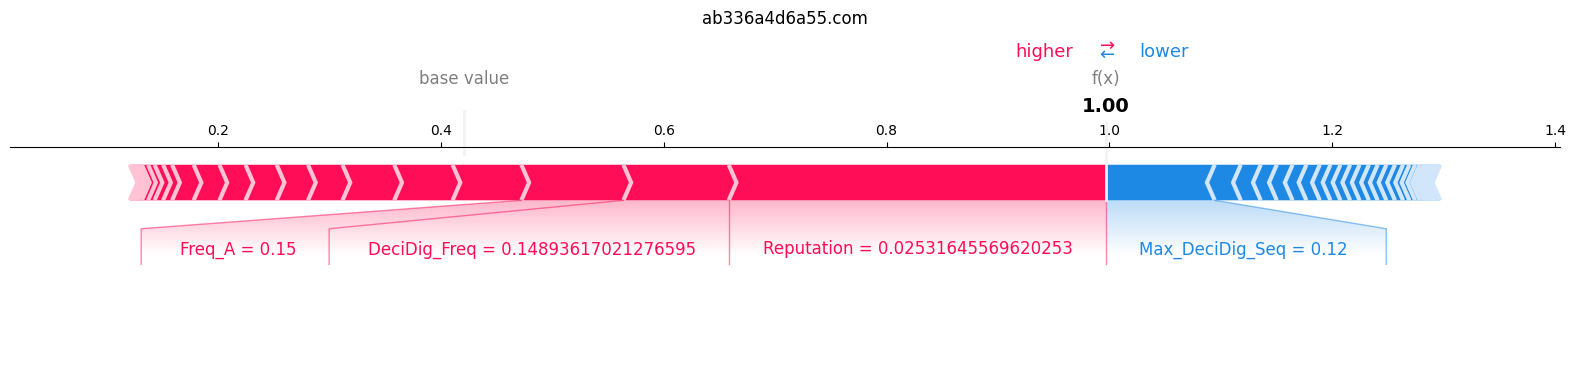 ab336a4d6a55.com
higher → ← lower
base value f(x)
1.00
0.2 0.4 0.6 0.8 1.0 1.2 1.4
Freq_A = 0.15 DeciDig_Freq = 0.14893617021276595 Reputation = 0.02531645569620253 Max_DeciDig_Seq = 0.12